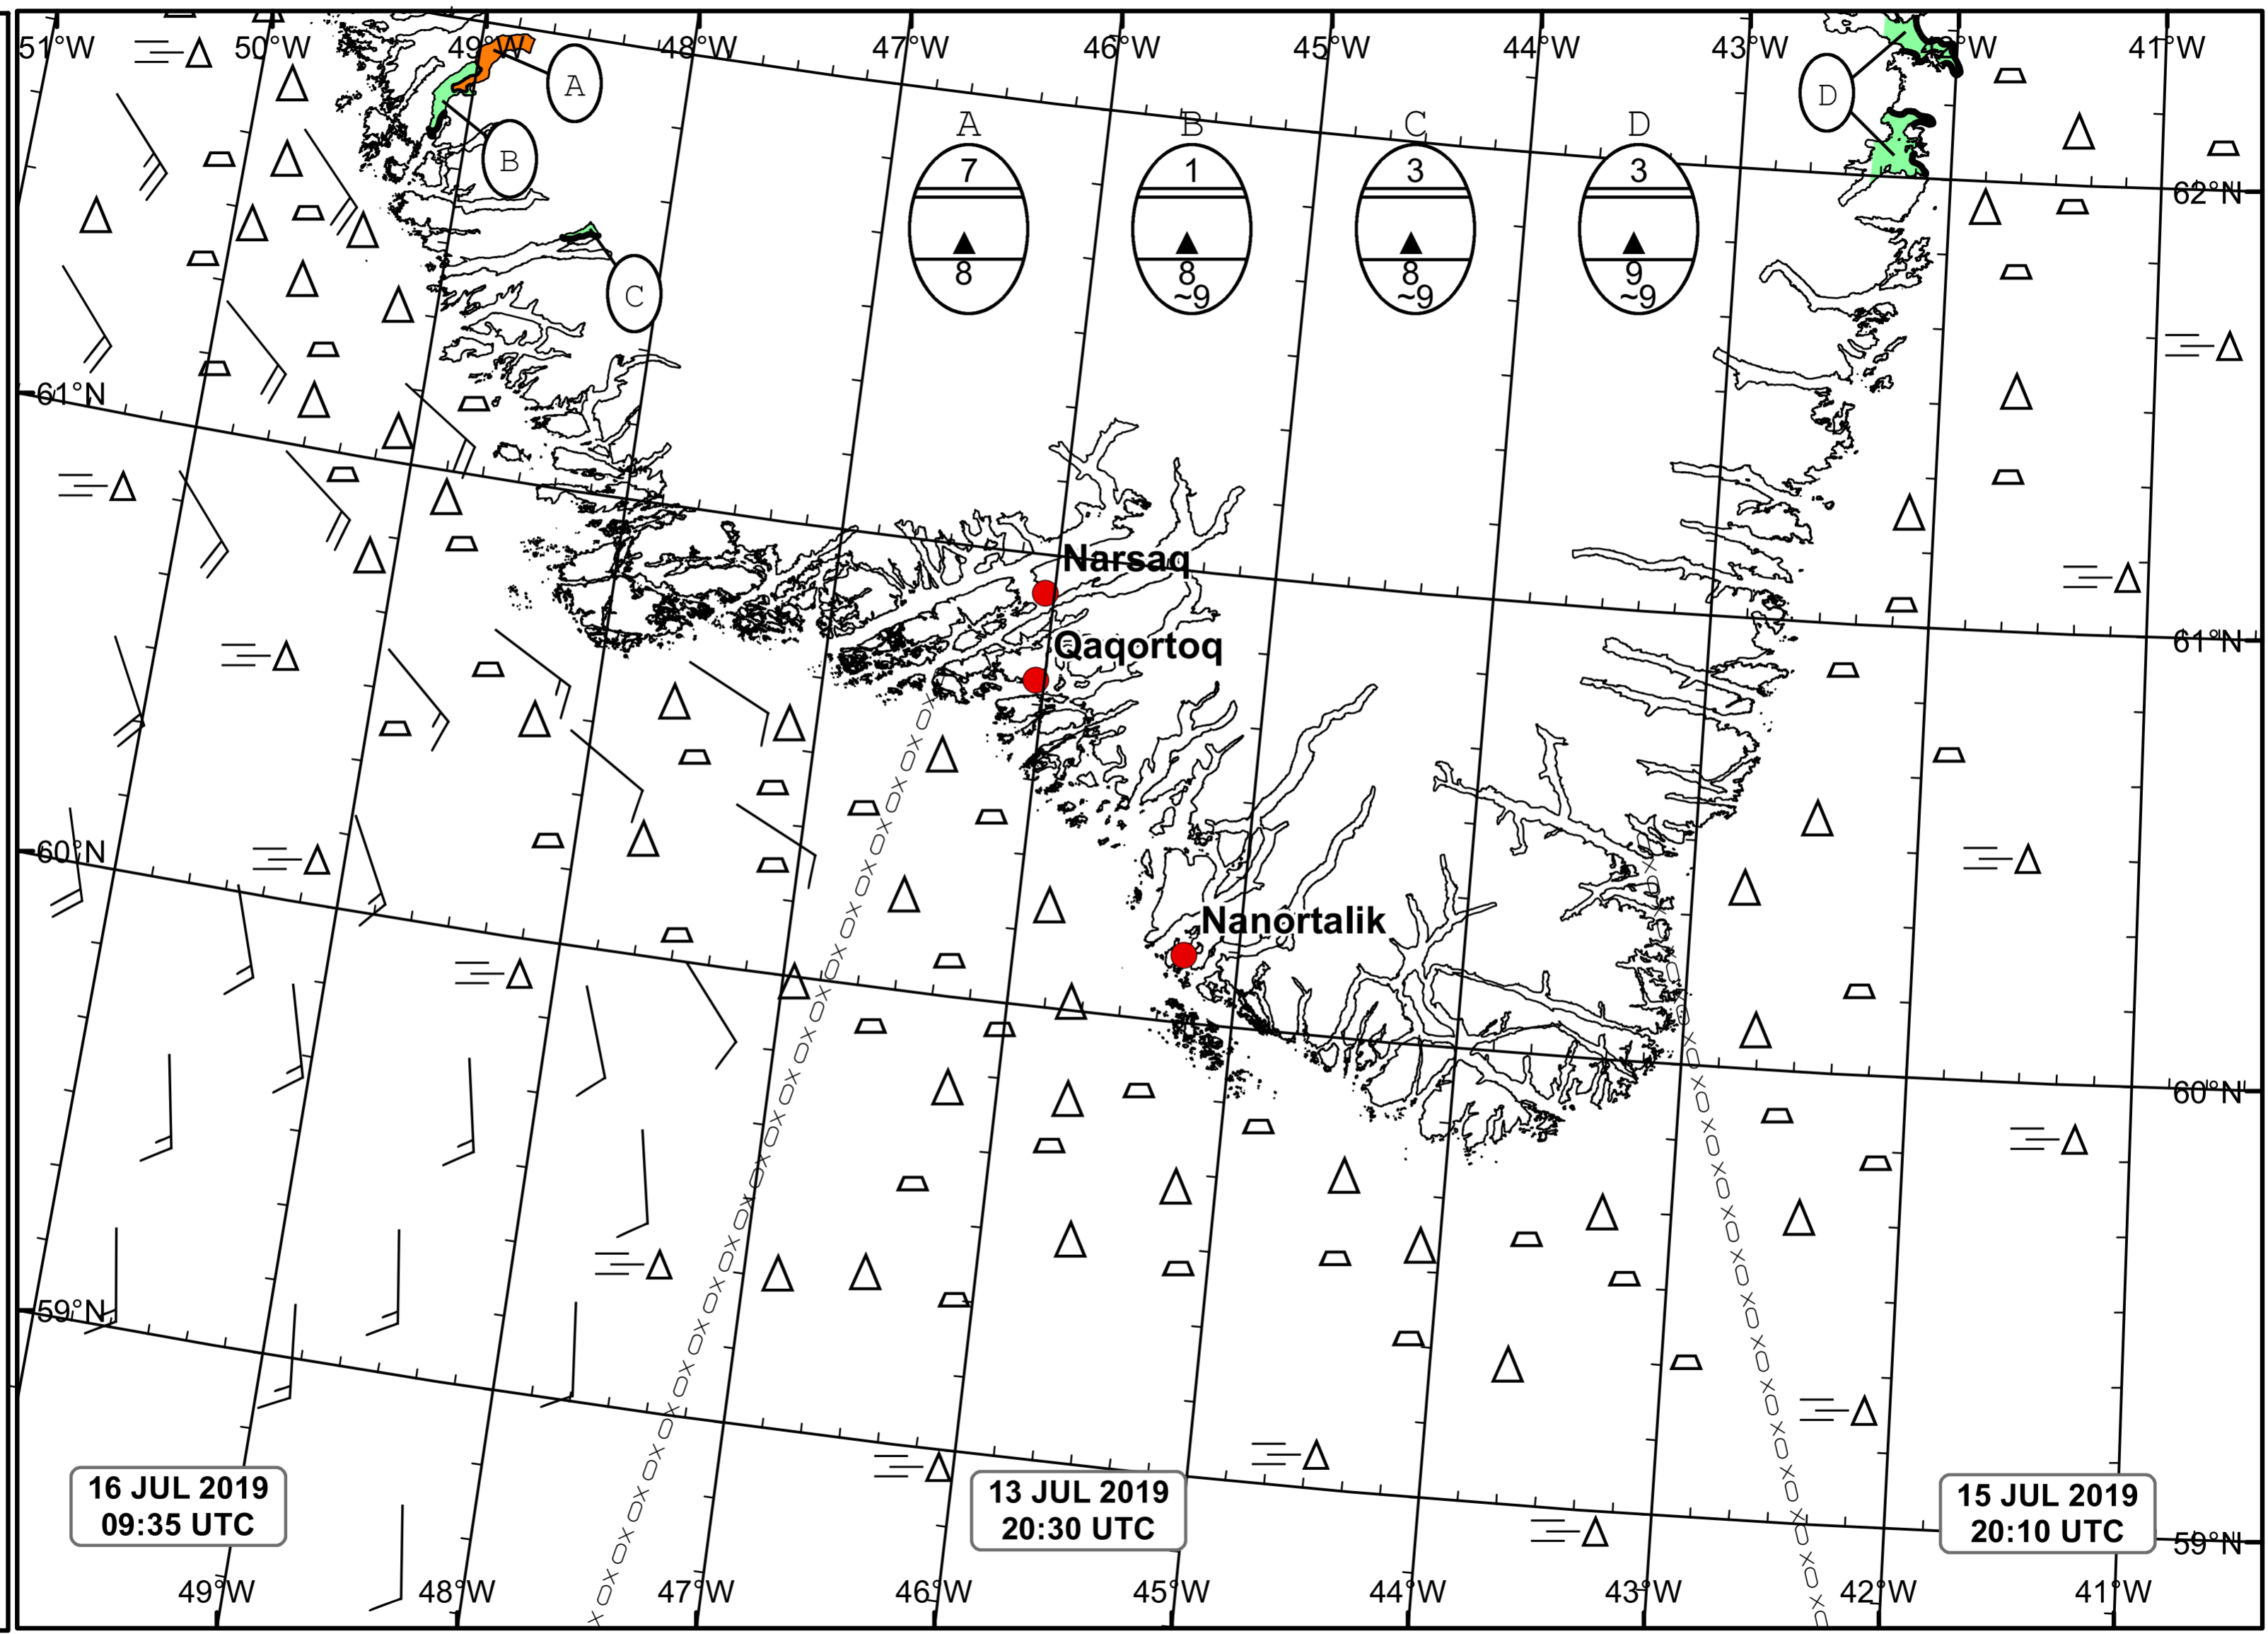 51°W 50°W 49°W 48°W 47°W 46°W 45°W 44°W 43°W 42°W 41°W
A
D
B
A B C D
7 1 3 3
8 8 8 9
~9 ~9 ~9
62°N
C
61°N
Narsaq
61°N
Qaqortoq
60°N
Nanortalik
60°N
59°N
16 JUL 2019
09:35 UTC
13 JUL 2019
20:30 UTC
15 JUL 2019
20:10 UTC
59°N
49°W 48°W 47°W 46°W 45°W 44°W 43°W 42°W 41°W